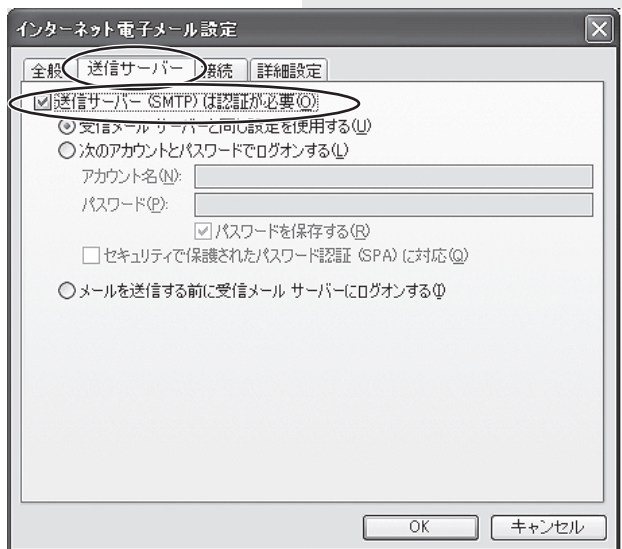 インターネット電子メール設定
全般 送信サーバー 接続 詳細設定
送信サーバー (SMTP) は認証が必要(O)
受信メール サーバーと同じ設定を使用する(U)
次のアカウントとパスワードでログオンする(L)
アカウント名(N):
パスワード(P):
パスワードを保存する(R)
セキュリティで保護されたパスワード認証 (SPA) に対応(Q)
メールを送信する前に受信メール サーバーにログオンする(I)
OK キャンセル